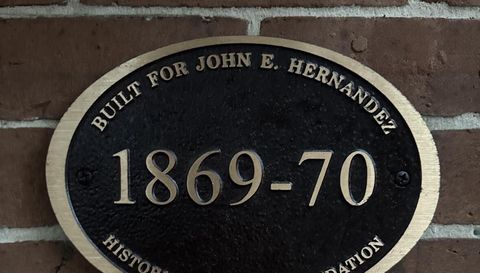 BUILT FOR JOHN E. HERNANDEZ
1869-70